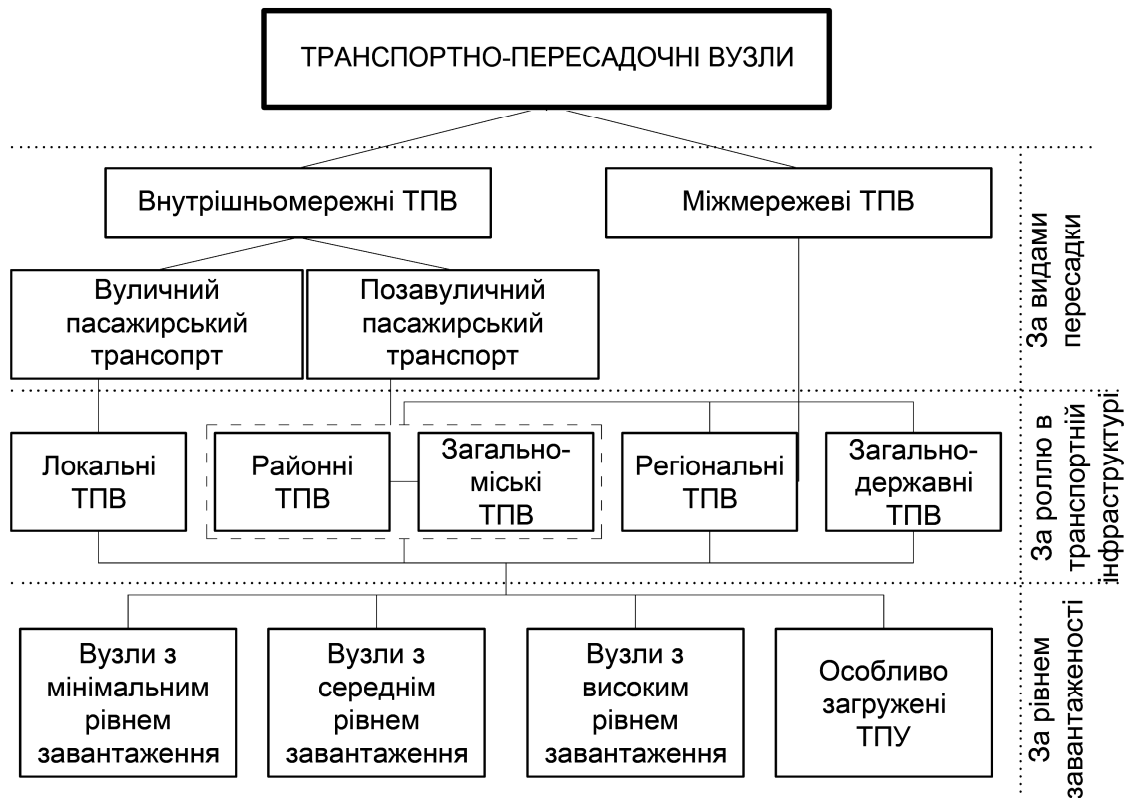 ТРАНСПОРТНО-ПЕРЕСАДОЧНІ ВУЗЛИ
Внутрішньомережні ТПВ
Міжмережеві ТПВ
Вуличний
пасажирський
трансопрт
Позавуличний
пасажирський
транспорт
За видами
пересадки
Локальні
ТПВ
Районні
ТПВ
Загально-
міські
ТПВ
Регіональні
ТПВ
Загально-
державні
ТПВ
За роллю в
транспортній
інфраструктурі
Вузли з
мінімальним
рівнем
завантаження
Вузли з
середнім
рівнем
завантаження
Вузли з
високим
рівнем
завантаження
Особливо
загружені
ТПУ
За рівнем
завантаженості